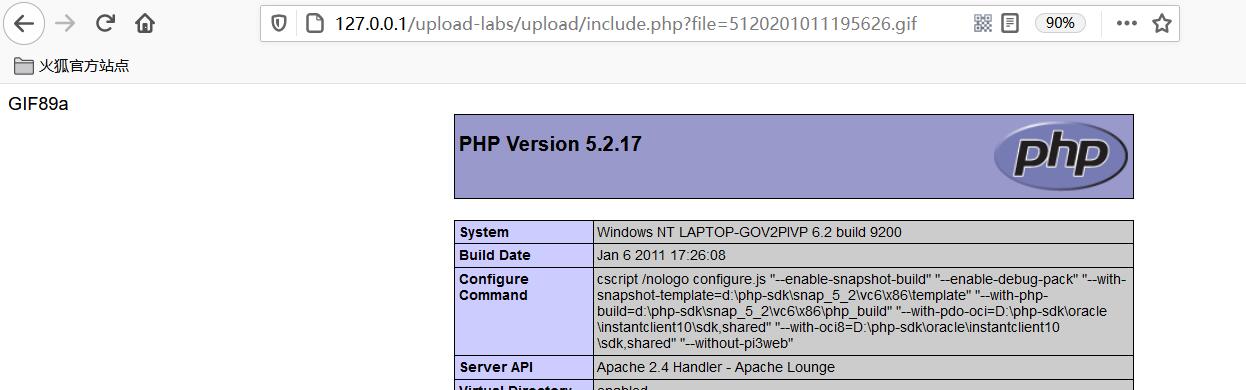 127.0.0.1/upload-labs/upload/include.php?file=5120201011195626.gif
90%
火狐官方站点
GIF89a
PHP Version 5.2.17
php
System Windows NT LAPTOP-GOV2PIVP 6.2 build 9200
Build Date Jan 6 2011 17:26:08
Configure Command
cscript /nologo configure.js "--enable-snapshot-build" "--enable-debug-pack" "--with-
snapshot-template=d:\php-sdk\snap_5_2\vc6\x86\template" "--with-php-
build=d:\php-sdk\snap_5_2\vc6\x86\php_build" "--with-pdo-oci=D:\php-sdk\oracle
\instantclient10\sdk,shared" "--with-oci8=D:\php-sdk\oracle\instantclient10
\sdk,shared" "--without-pi3web"
Server API Apache 2.4 Handler - Apache Lounge
Virtual Directory enabled